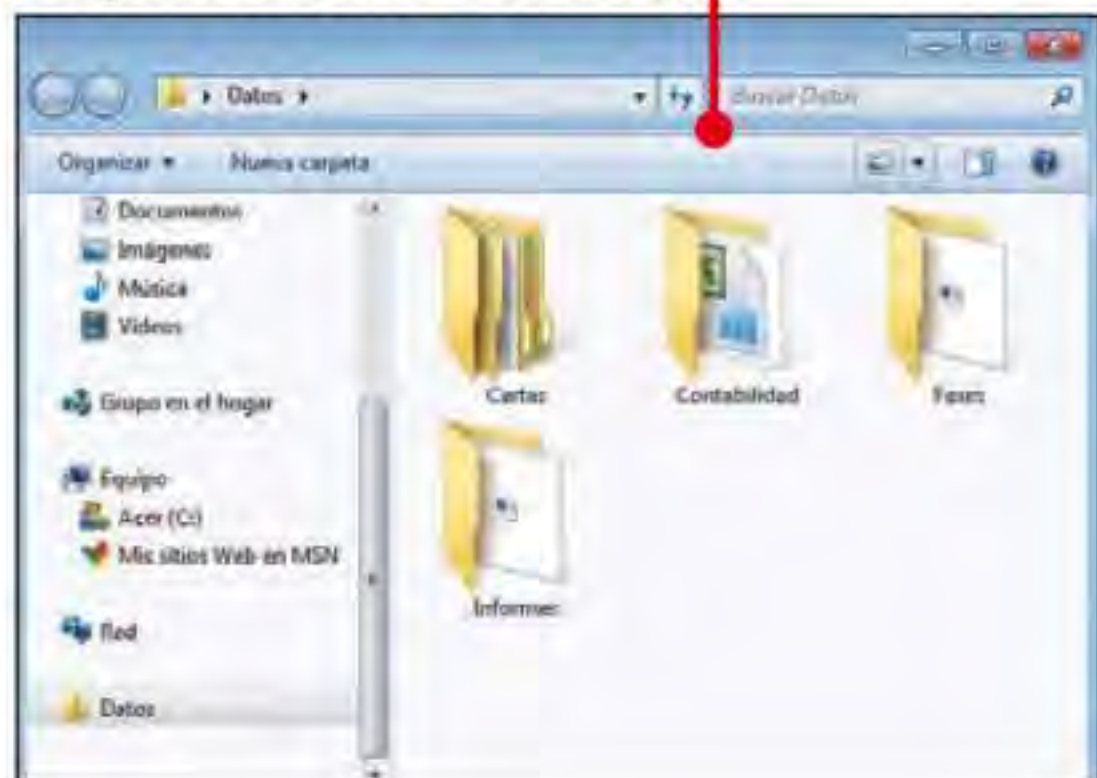 Datos
Buscar Datos
Organizar
Nueva carpeta
Documentos
Imágenes
Música
Vídeos
Grupo en el hogar
Equipo
Acer (C:)
Mis sitios Web en MSN
Red
Datos
Cartas
Contabilidad
Faxes
Informes